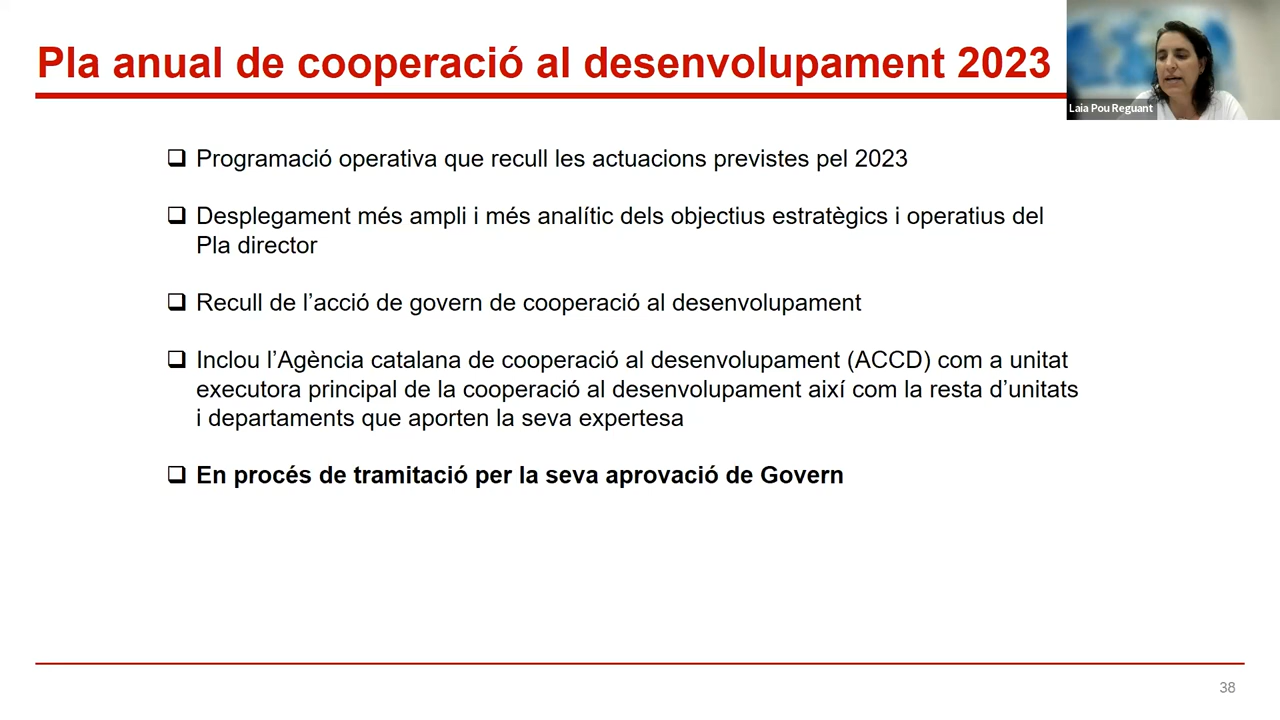 Pla anual de cooperació al desenvolupament 2023
Laia Pou Reguant
❑ Programació operativa que recull les actuacions previstes pel 2023
❑ Desplegament més ampli i més analític dels objectius estratègics i operatius del
Pla director
❑ Recull de l’acció de govern de cooperació al desenvolupament
❑ Inclou l’Agència catalana de cooperació al desenvolupament (ACCD) com a unitat
executora principal de la cooperació al desenvolupament així com la resta d’unitats
i departaments que aporten la seva expertesa
❑ En procés de tramitació per la seva aprovació de Govern
38